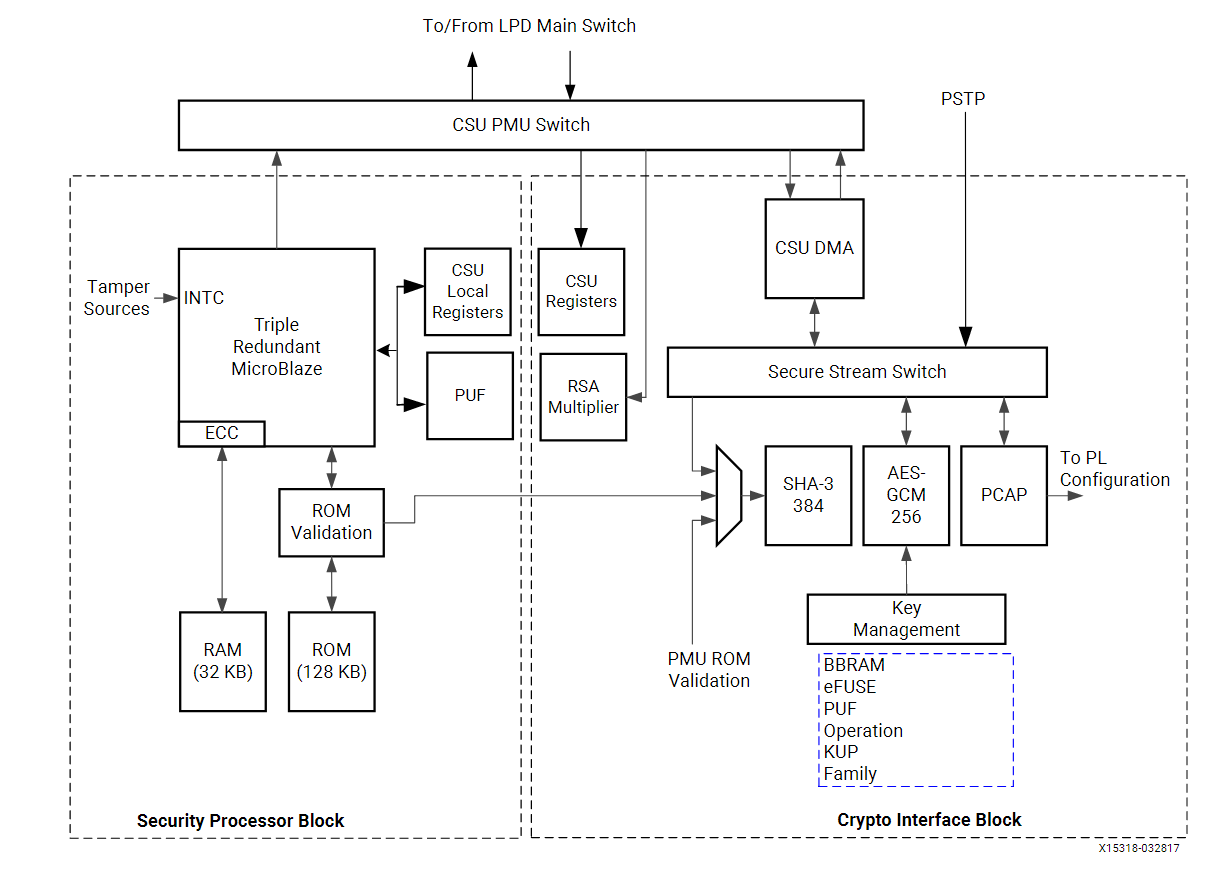 To/From LPD Main Switch
PSTP
CSU PMU Switch
Tamper
Sources
INTC
Triple
Redundant
MicroBlaze
ECC
CSU
Local
Registers
PUF
ROM
Validation
RAM
(32 KB)
ROM
(128 KB)
Security Processor Block
CSU
Registers
RSA
Multiplier
CSU DMA
Secure Stream Switch
SHA-3
384
AES-
GCM
256
PCAP
To PL
Configuration
Key
Management
PMU ROM
Validation
BBRAM
eFUSE
PUF
Operation
KUP
Family
Crypto Interface Block
X15318-032817